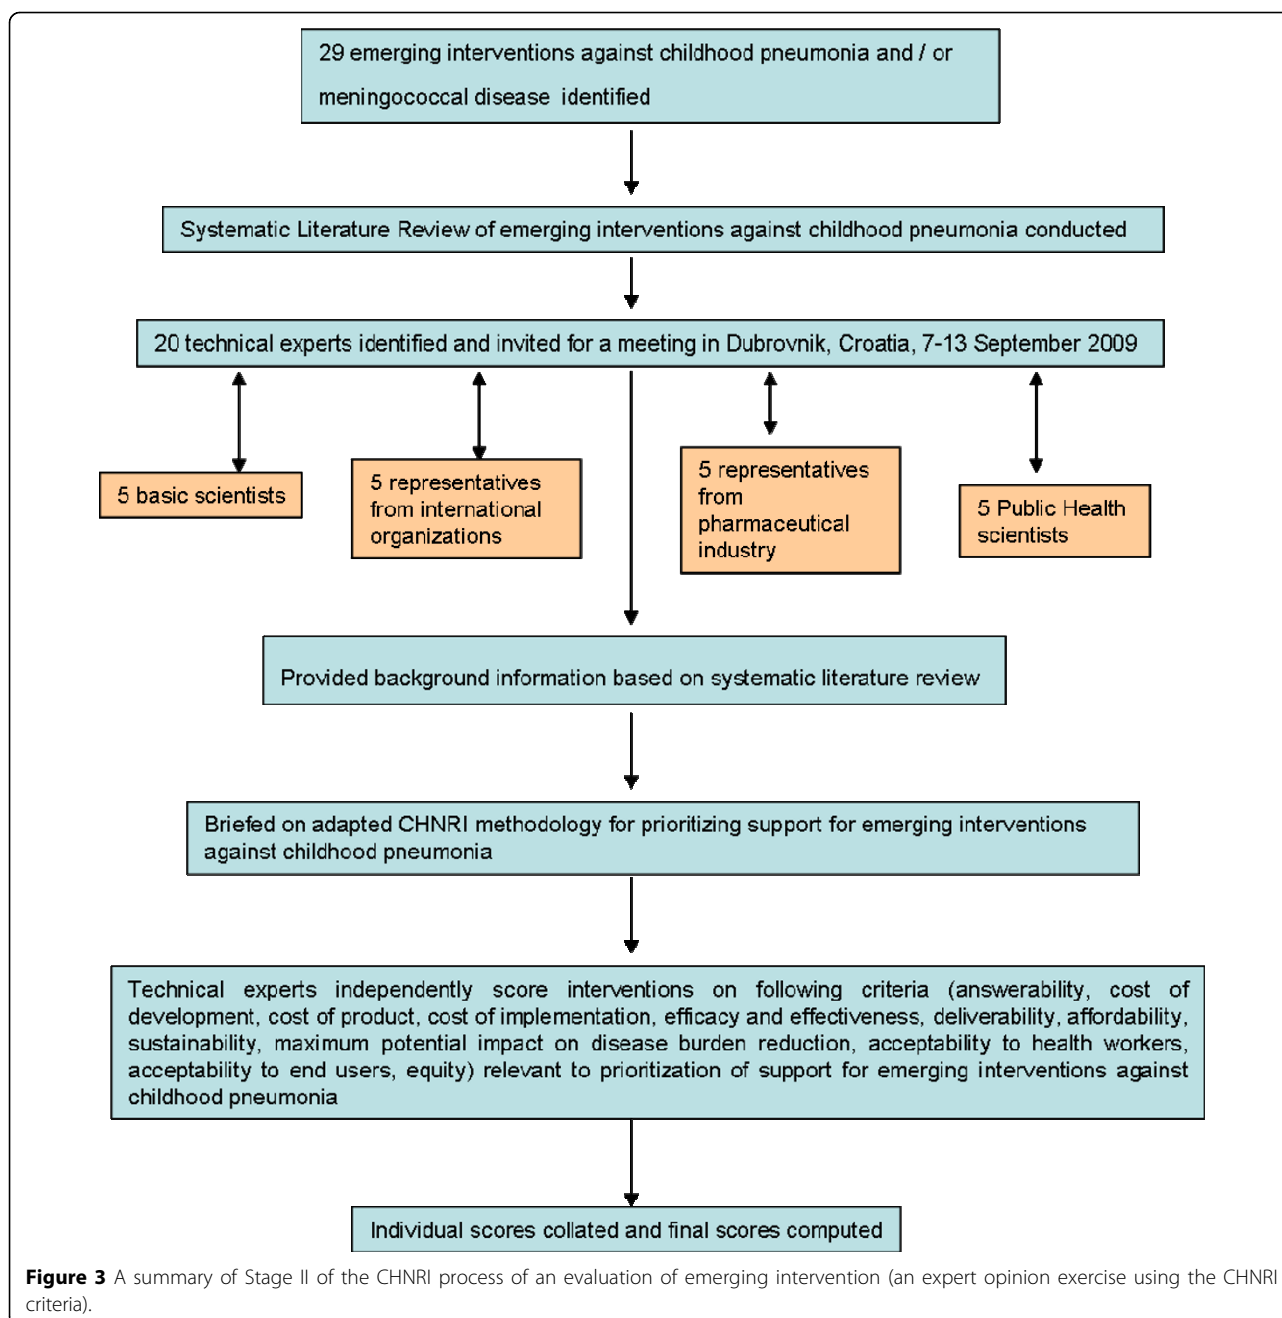 29 emerging interventions against childhood pneumonia and / or
meningococcal disease identified
Systematic Literature Review of emerging interventions against childhood pneumonia conducted
20 technical experts identified and invited for a meeting in Dubrovnik, Croatia, 7-13 September 2009
5 basic scientists
5 representatives
from international
organizations
5 representatives
from
pharmaceutical
industry
5 Public Health
scientists
Provided background information based on systematic literature review
Briefed on adapted CHNRI methodology for prioritizing support for emerging interventions
against childhood pneumonia
Technical experts independently score interventions on following criteria (answerability, cost of
development, cost of product, cost of implementation, efficacy and effectiveness, deliverability, affordability,
sustainability, maximum potential impact on disease burden reduction, acceptability to health workers,
acceptability to end users, equity) relevant to prioritization of support for emerging interventions against
childhood pneumonia
Individual scores collated and final scores computed
Figure 3 A summary of Stage II of the CHNRI process of an evaluation of emerging intervention (an expert opinion exercise using the CHNRI
criteria).